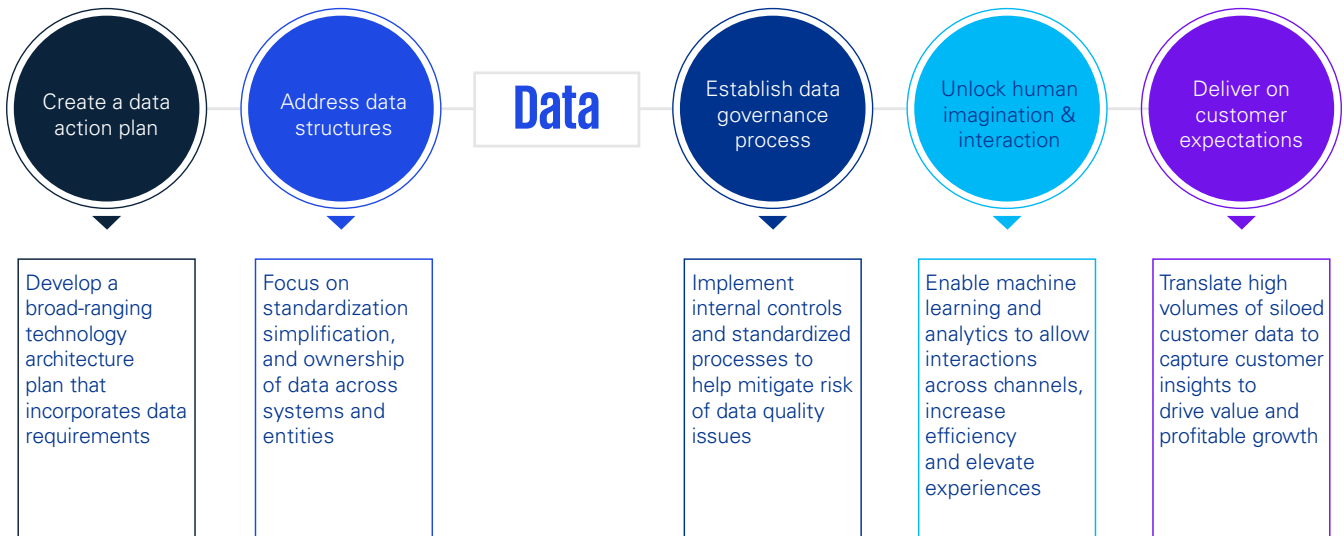 Create a data
action plan
Address data
structures
Data
Establish data
governance
process
Unlock human
imagination &
interaction
Deliver on
customer
expectations
Develop a
broad-ranging
technology
architecture
plan that
incorporates data
requirements
Focus on
standardization
simplification,
and ownership
of data across
systems and
entities
Implement
internal controls
and standardized
processes to
help mitigate risk
of data quality
issues
Enable machine
learning and
analytics to allow
interactions
across channels,
increase
efficiency
and elevate
experiences
Translate high
volumes of siloed
customer data to
capture customer
insights to
drive value and
profitable growth